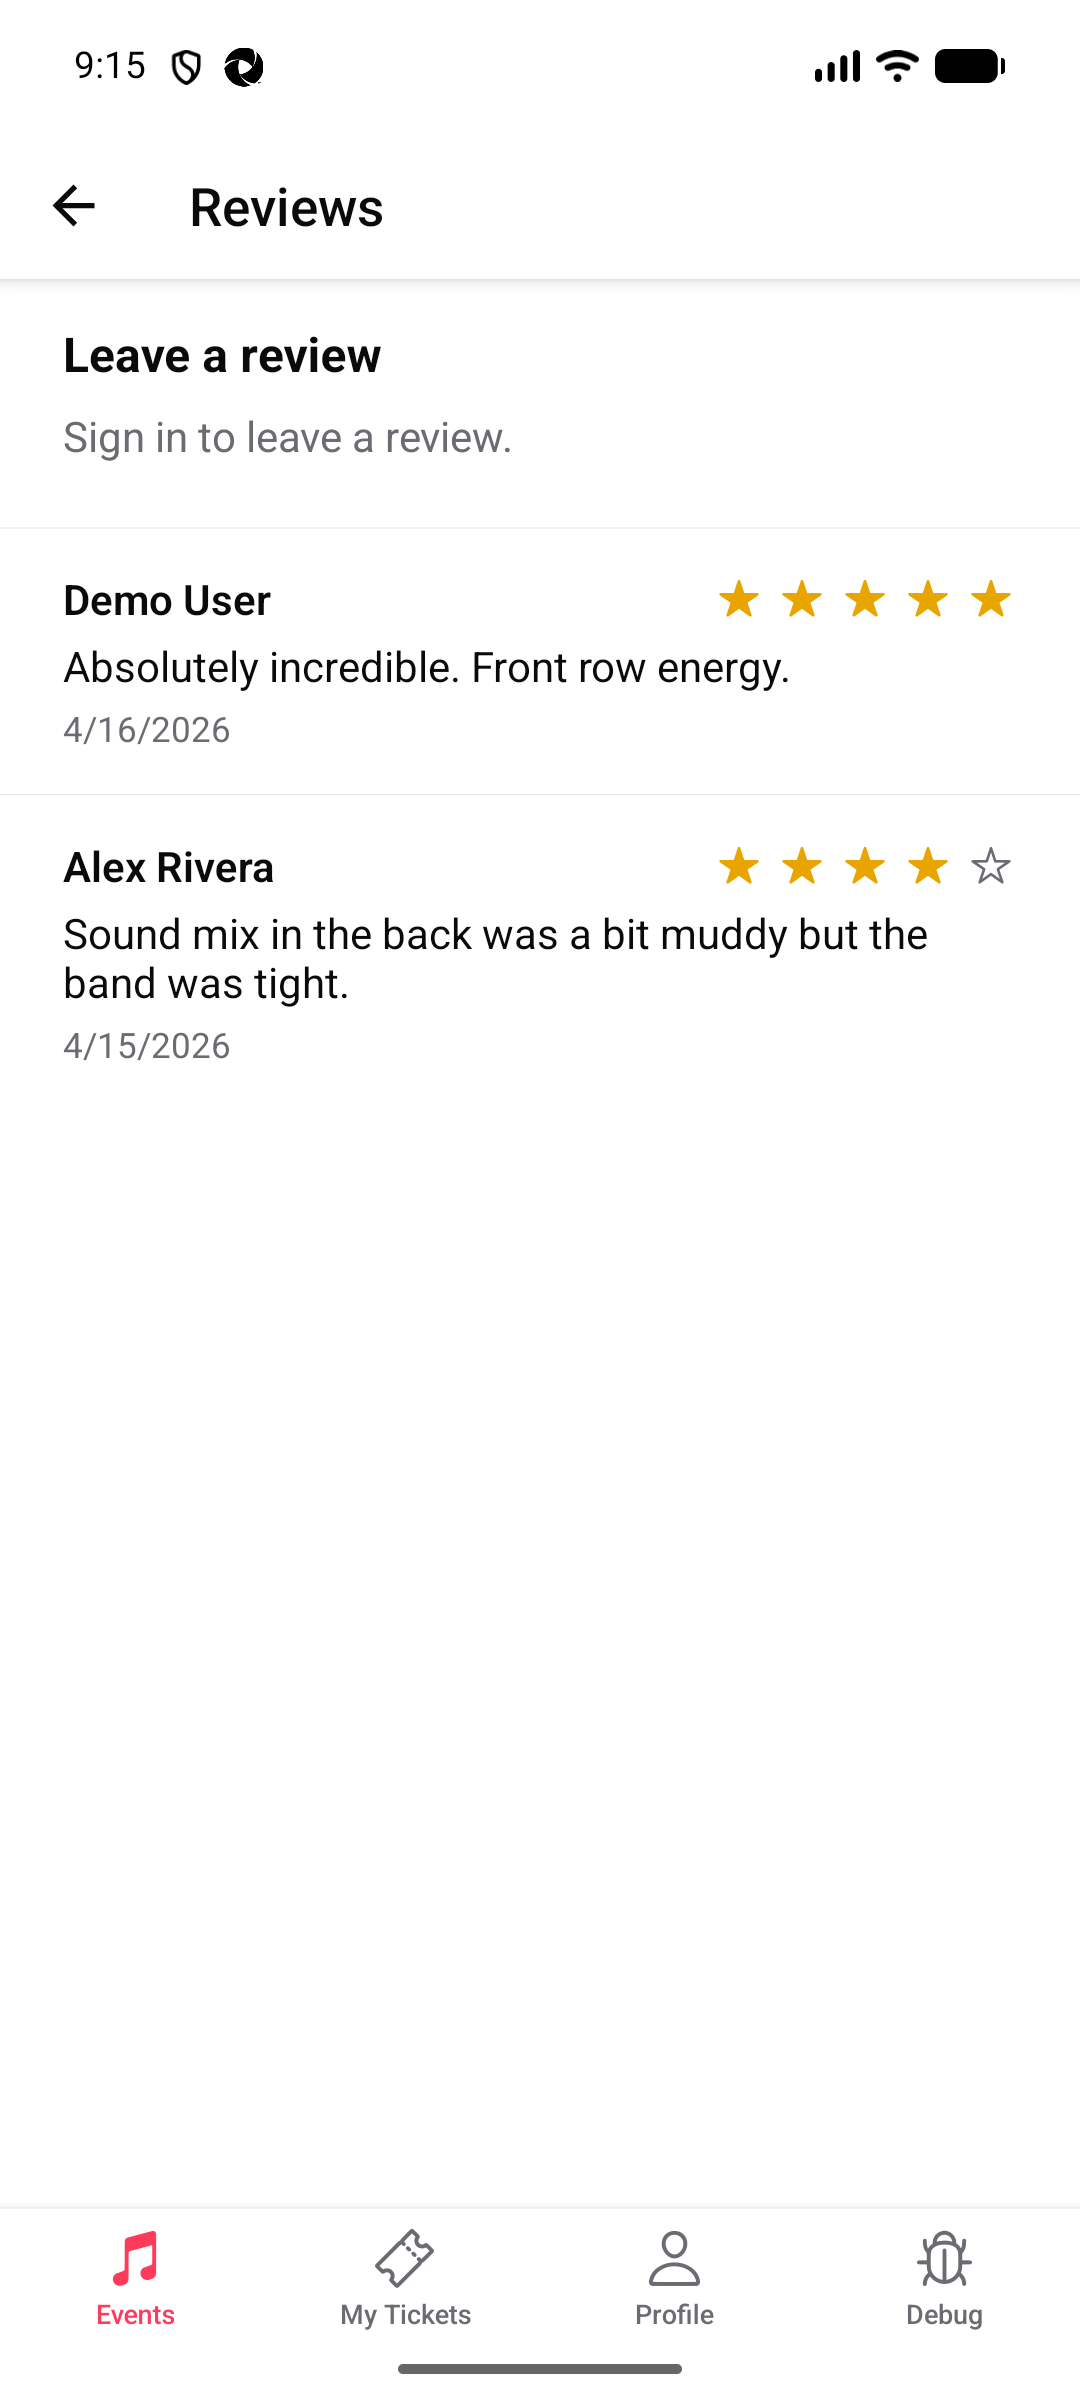 9:15
Reviews
Leave a review
Sign in to leave a review.
Demo User
Absolutely incredible. Front row energy.
4/16/2026
Alex Rivera
Sound mix in the back was a bit muddy but the
band was tight.
4/15/2026
Events
My Tickets
Profile
Debug